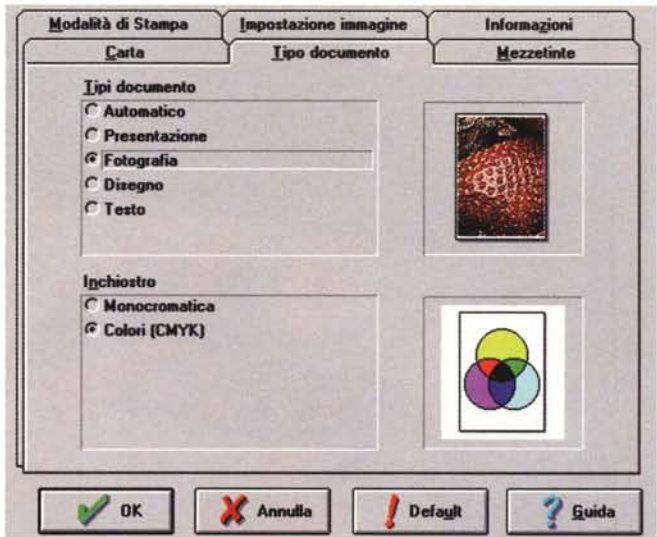 Modalità di Stampa
Impostazione immagine
Informazioni
Carta
Tipo documento
Mezzetinte
Tipi documento
Automatico
Presentazione
Fotografia
Disegno
Testo
Inchiostro
Monocromatica
Colori (CMYK)
OK
Annulla
Default
Guida